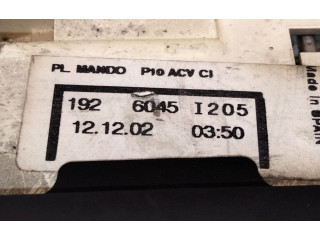 PL. MANDO P10 ACV CI
192 6045 I205
12.12.02 03:50
Made in SPAIN